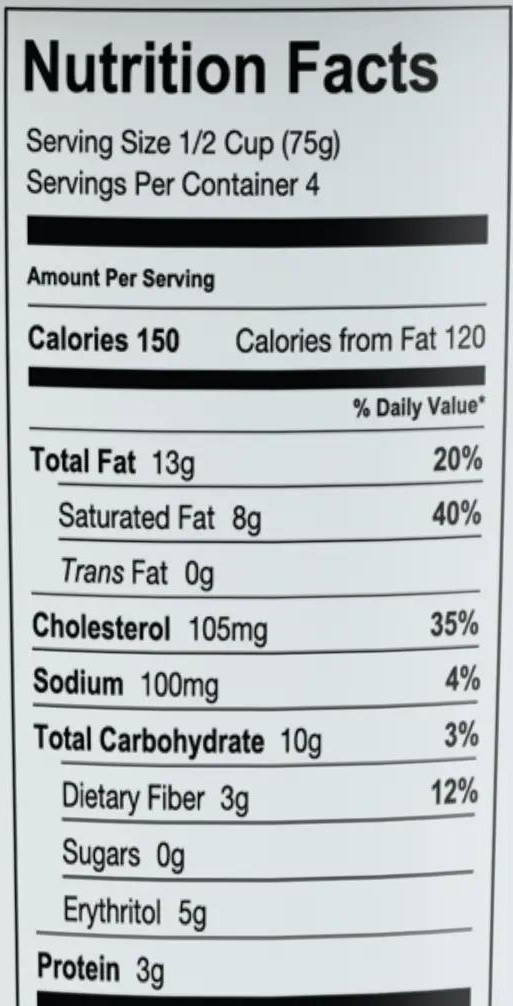 Nutrition Facts
Serving Size 1/2 Cup (75g)
Servings Per Container 4
Amount Per Serving
Calories 150 Calories from Fat 120
% Daily Value*
Total Fat 13g 20%
Saturated Fat 8g 40%
Trans Fat 0g
Cholesterol 105mg 35%
Sodium 100mg 4%
Total Carbohydrate 10g 3%
Dietary Fiber 3g 12%
Sugars 0g
Erythritol 5g
Protein 3g